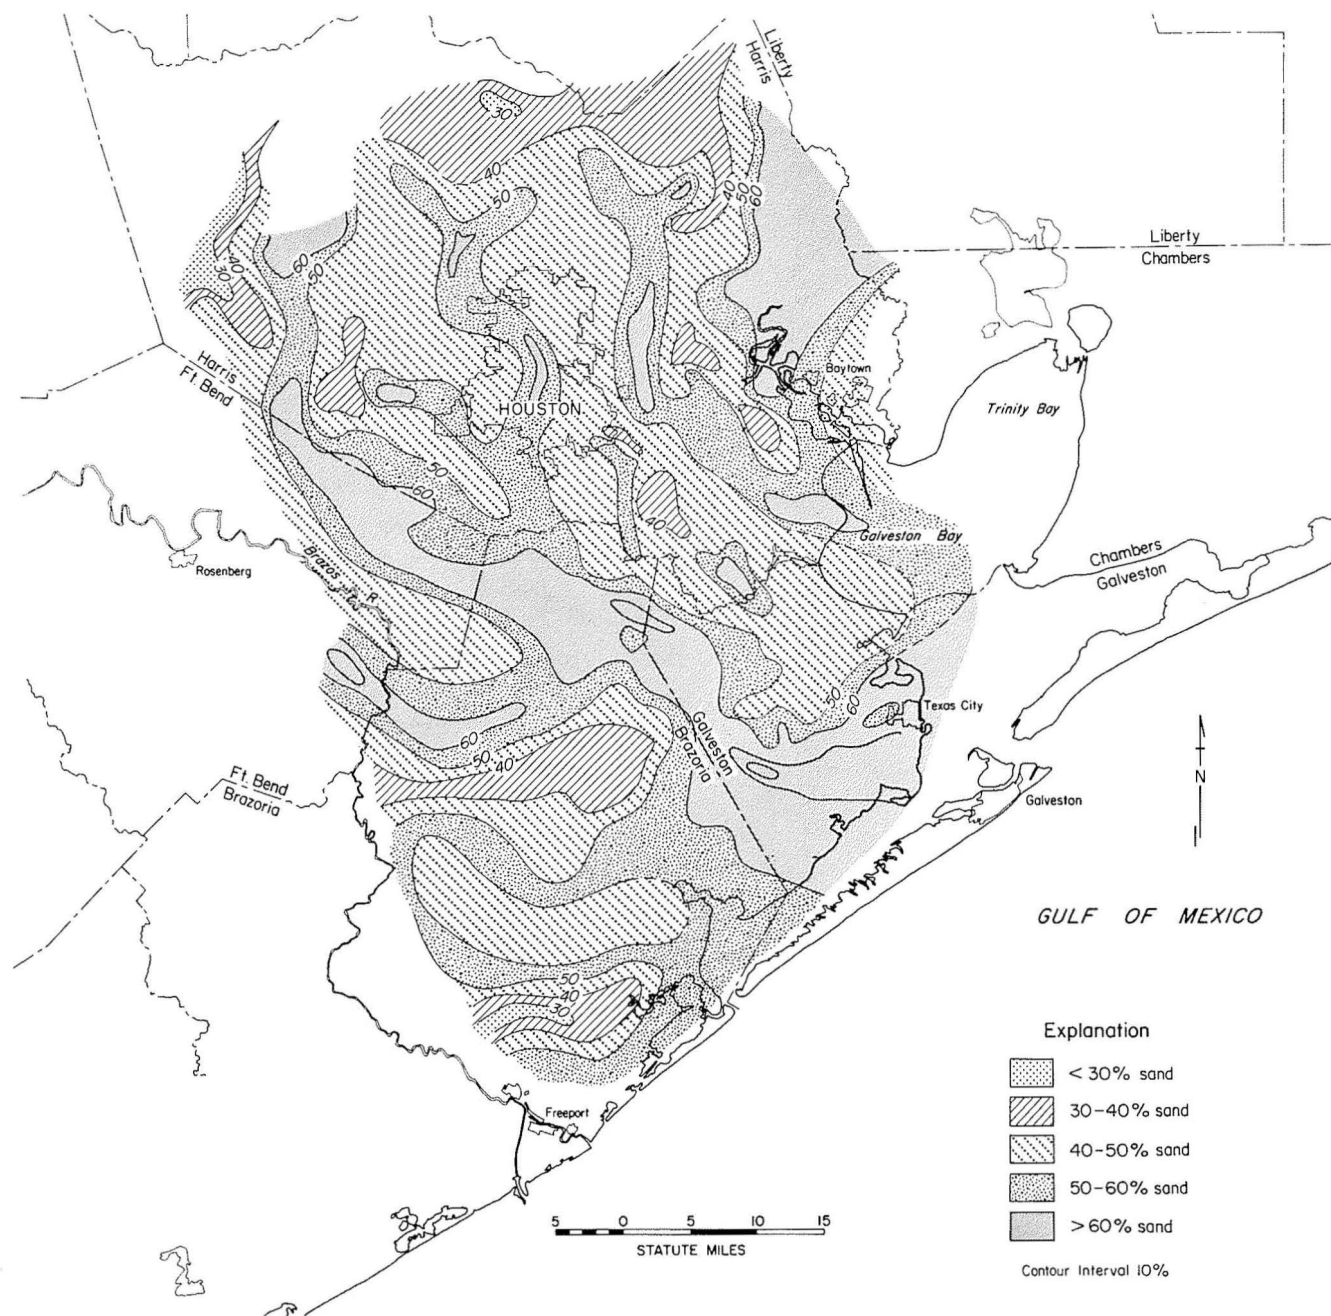 Liberty
Harris
30
40
50
40
50
60
60
50
40
30
Liberty
Chambers
Harris
Ft. Bend
Baytown
Trinity Bay
HOUSTON
50
60
40
Galveston Bay
Chambers
Galveston
Rosenberg
Brazos R.
50
60
Texas City
Galveston
Brazoria
60
50
40
Ft. Bend
Brazoria
N
Galveston
GULF OF MEXICO
50
40
30
Freeport
Explanation
< 30% sand
30-40% sand
40-50% sand
50-60% sand
>60% sand
Contour Interval 10%
5 0 5 10 15
STATUTE MILES